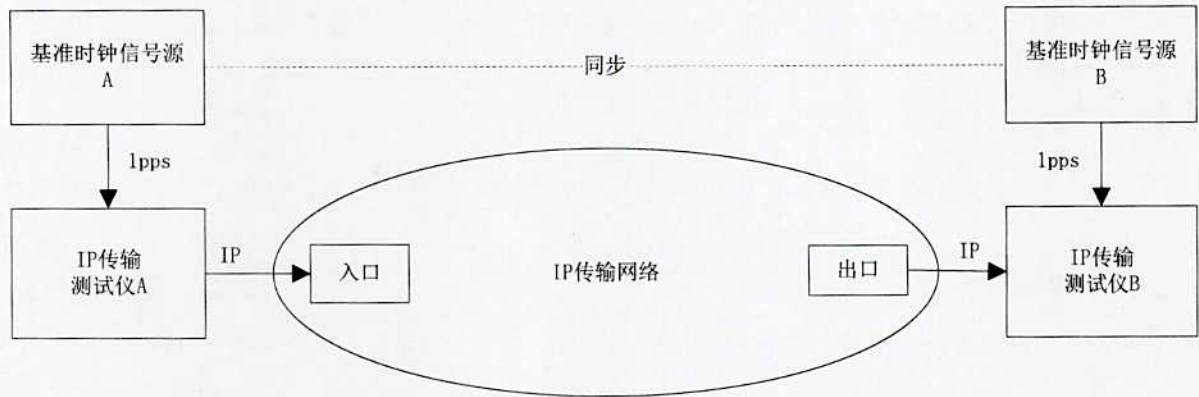 基准时钟信号源
A
同步
基准时钟信号源
B
1pps
1pps
IP传输
测试仪A
IP
入口
IP传输网络
出口
IP
IP传输
测试仪B